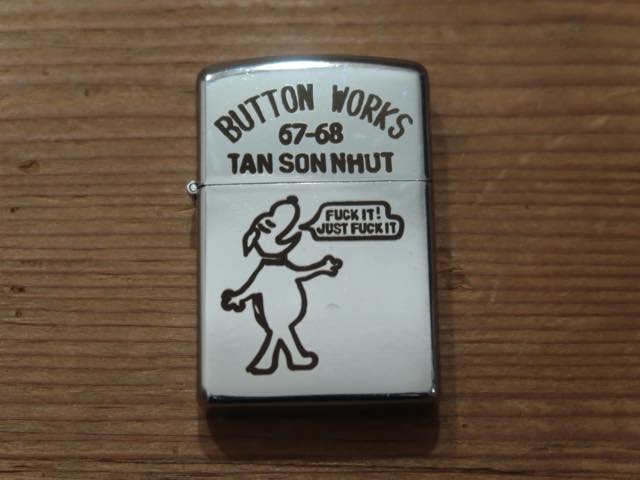 BUTTON WORKS
67-68
TAN SON NHUT
FUCK IT!
JUST FUCK IT